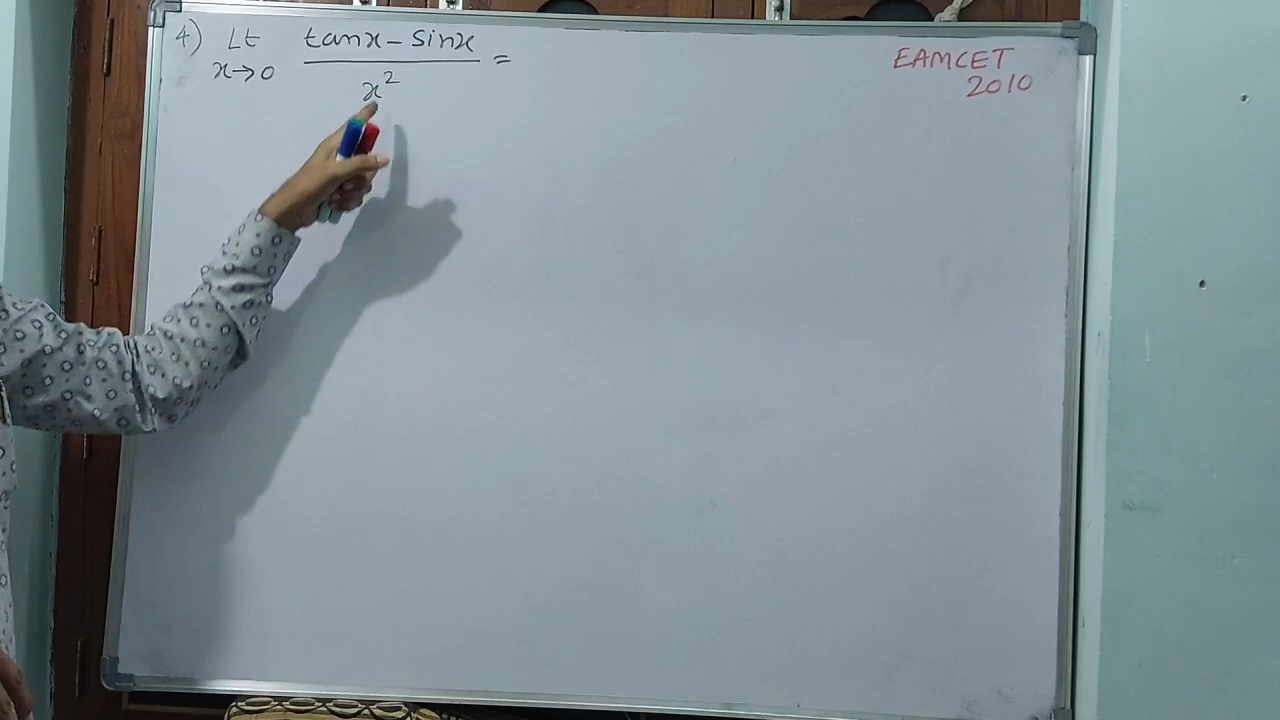 4) Lt x→0 (tanx - sinx)/x² =
EAMCET
2010